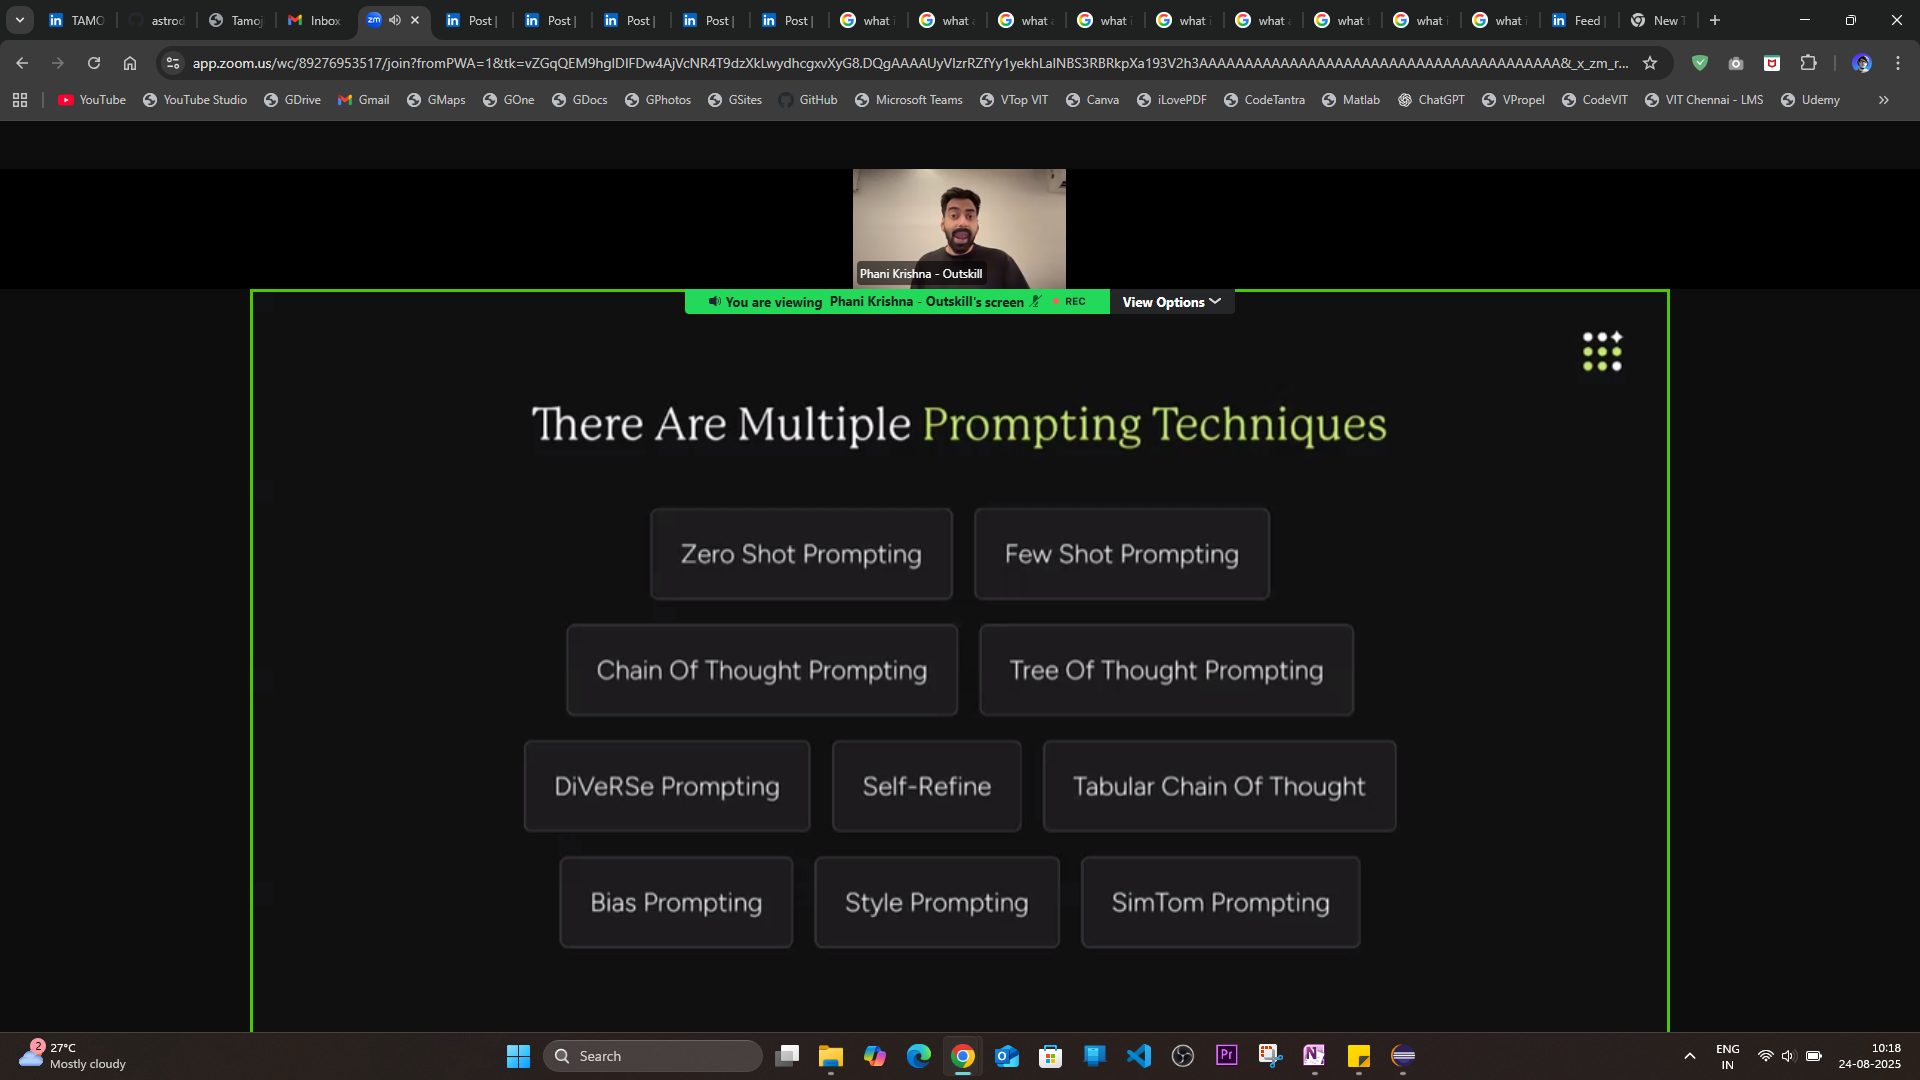 TAMO
astrod
Tamoj
Inbox
Post |
Post |
Post |
Post |
Post |
what i
what a
what a
what i
what i
what a
what t
what i
what i
Feed |
New T
app.zoom.us/wc/89276953517/join?fromPWA=1&tk=
YouTube
YouTube Studio
GDrive
Gmail
GMaps
GOne
GDocs
GPhotos
GSites
GitHub
Microsoft Teams
VTop VIT
Canva
iLovePDF
CodeTantra
Matlab
ChatGPT
VPropel
CodeVIT
VIT Chennai - LMS
Udemy
Phani Krishna - Outskill
You are viewing Phani Krishna - Outskill's screen REC View Options
There Are Multiple Prompting Techniques
Zero Shot Prompting
Few Shot Prompting
Chain Of Thought Prompting
Tree Of Thought Prompting
DiVeRSe Prompting
Self-Refine
Tabular Chain Of Thought
Bias Prompting
Style Prompting
SimTom Prompting
2
27°C
Mostly cloudy
Search
ENG
IN
10:18
24-08-2025